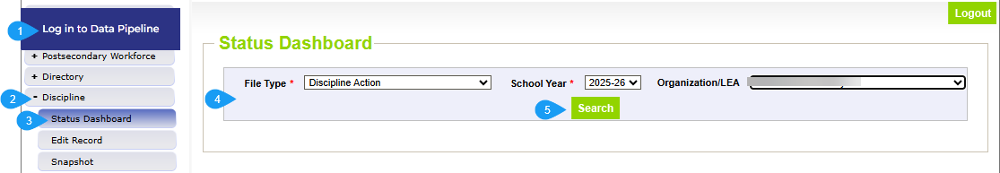 Logout
1 Log in to Data Pipeline
+ Postsecondary Workforce
+ Directory
2 - Discipline
3 Status Dashboard
Edit Record
Snapshot
Status Dashboard
4 File Type * Discipline Action School Year * 2025-26 Organization/LEA
5 Search